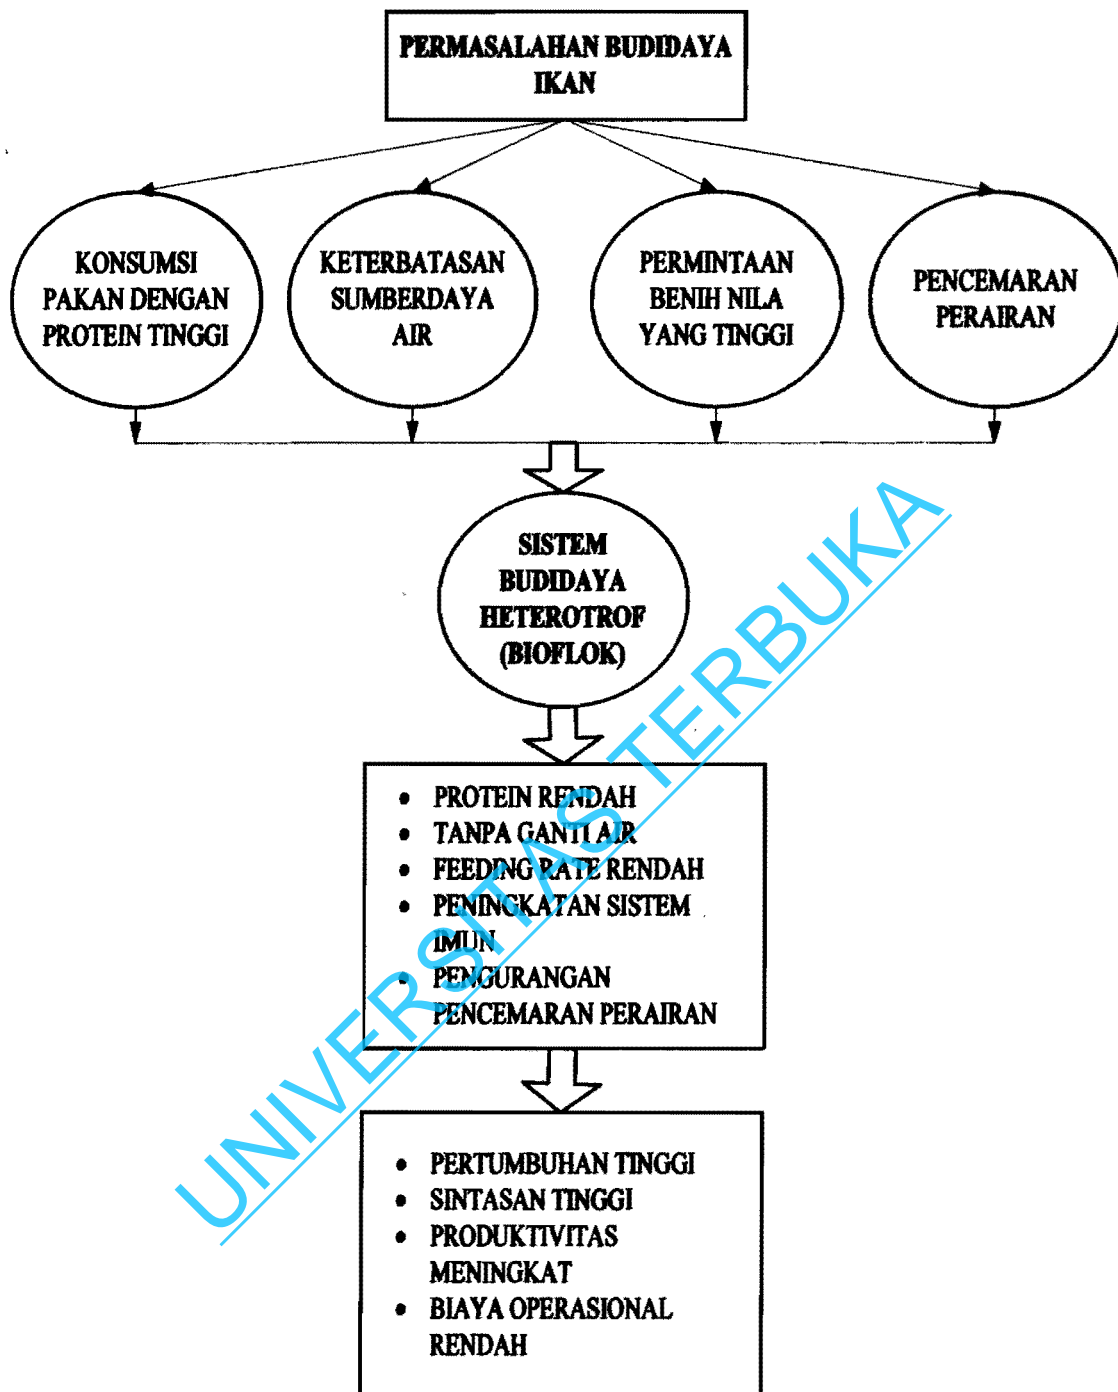 PERMASALAHAN BUDIDAYA
IKAN
KONSUMSI
PAKAN DENGAN
PROTEIN TINGGI
KETERBATASAN
SUMBERDAYA
AIR
PERMINTAAN
BENIH NILA
YANG TINGGI
PENCEMARAN
PERAIRAN
SISTEM
BUDIDAYA
HETEROTROF
(BIOFLOK)
• PROTEIN RENDAH
• TANPA GANTI AIR
• FEEDING RATE RENDAH
• PENINGKATAN SISTEM
IMUN
• PENGURANGAN
PENCEMARAN PERAIRAN
• PERTUMBUHAN TINGGI
• SINTASAN TINGGI
• PRODUKTIVITAS
MENINGKAT
• BIAYA OPERASIONAL
RENDAH
UNIVERSITAS TERBUKA